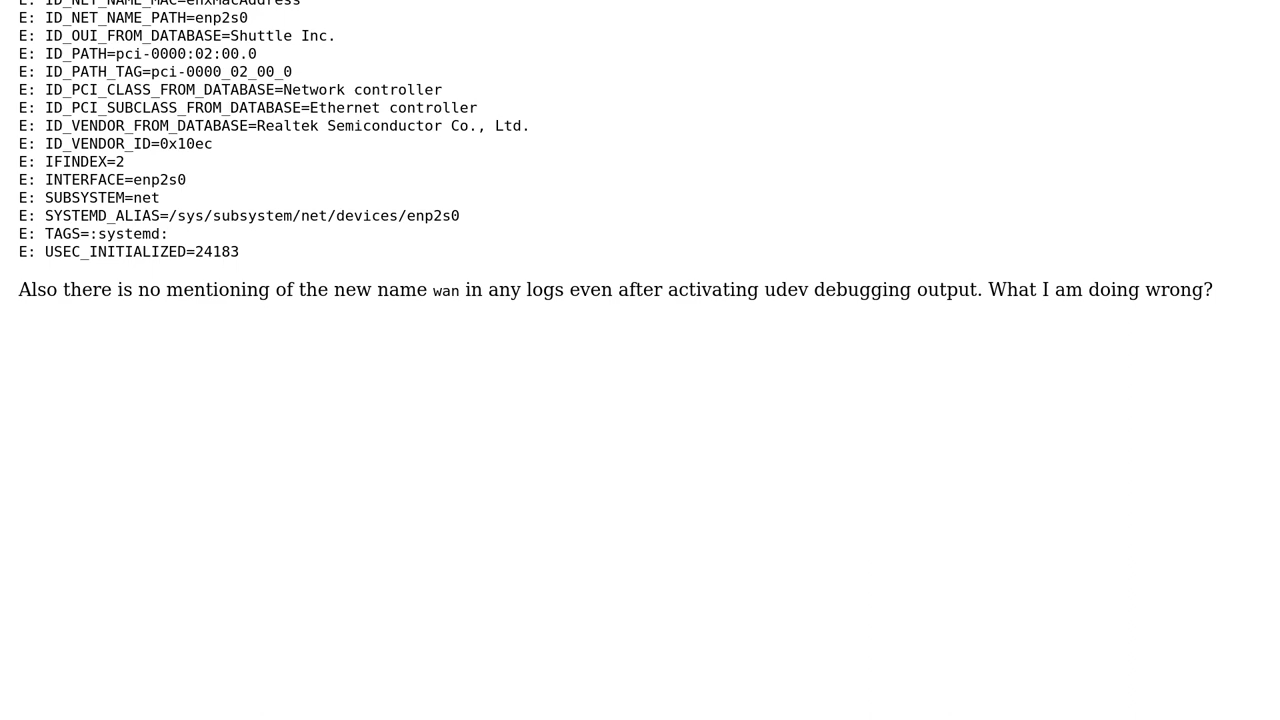 E: ID_NET_NAME_MAC=enxMacAddress
E: ID_NET_NAME_PATH=enp2s0
E: ID_OUI_FROM_DATABASE=Shuttle Inc.
E: ID_PATH=pci-0000:02:00.0
E: ID_PATH_TAG=pci-0000_02_00_0
E: ID_PCI_CLASS_FROM_DATABASE=Network controller
E: ID_PCI_SUBCLASS_FROM_DATABASE=Ethernet controller
E: ID_VENDOR_FROM_DATABASE=Realtek Semiconductor Co., Ltd.
E: ID_VENDOR_ID=0x10ec
E: IFINDEX=2
E: INTERFACE=enp2s0
E: SUBSYSTEM=net
E: SYSTEMD_ALIAS=/sys/subsystem/net/devices/enp2s0
E: TAGS=:systemd:
E: USEC_INITIALIZED=24183
Also there is no mentioning of the new name wan in any logs even after activating udev debugging output. What I am doing wrong?